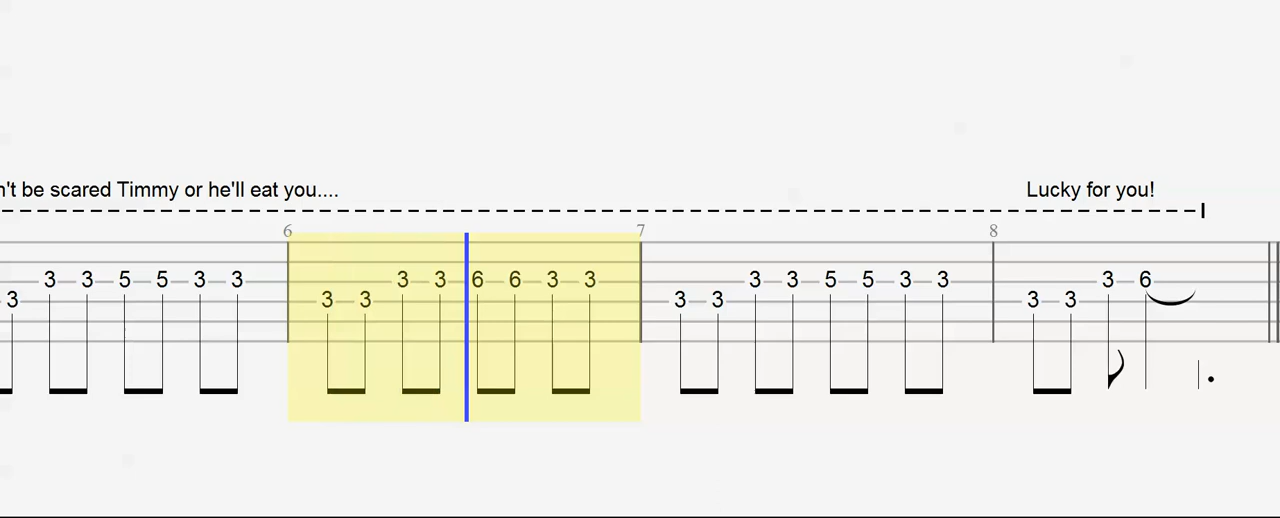 n't be scared Timmy or he'll eat you....
Lucky for you!
6 7 8
3 3 5 5 3 3 3 3 6 6 3 3 3 3 5 5 3 3 3 6
3 3 3 3 3 3 3